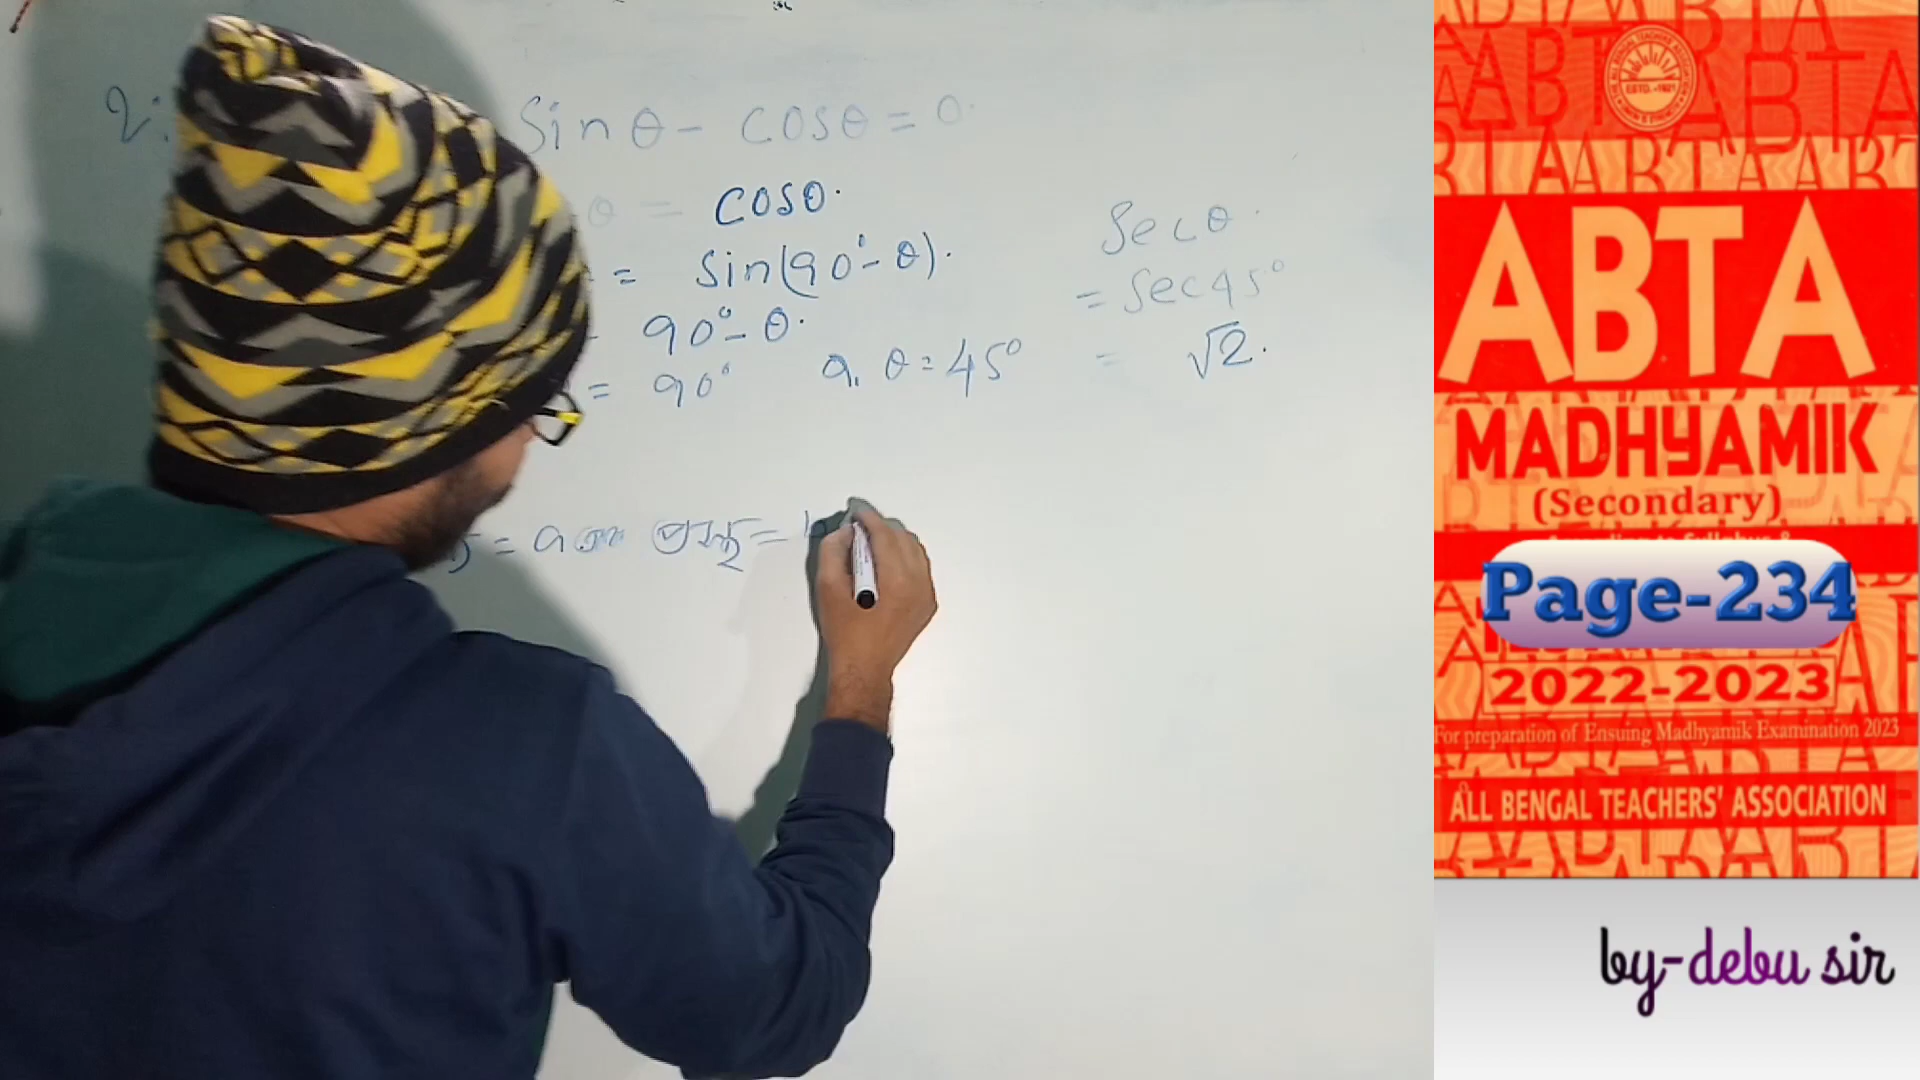 Sinθ - cosθ = 0.
θ = cosθ.
= sin(90° - θ).
90° - θ.
= 90° θ = 45°
Secθ.
= Sec45°
= √2.
= a
ABTA
MADHYAMIK
(Secondary)
Page-234
2022-2023
For preparation of Ensuing Madhyamik Examination 2023
ALL BENGAL TEACHERS' ASSOCIATION
by-debu sir